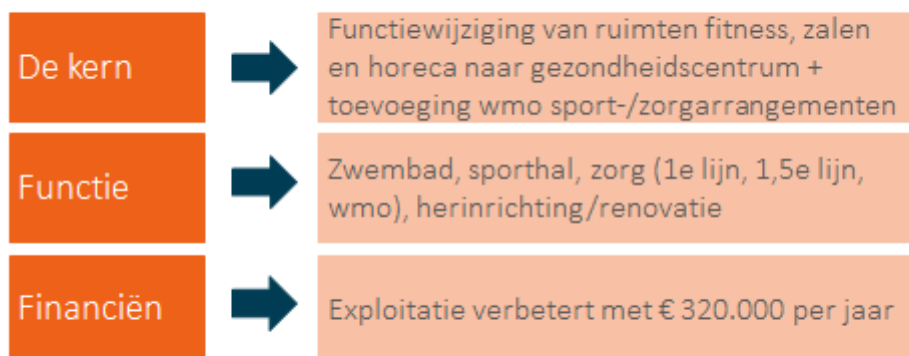 De kern
Functiewijziging van ruimten fitness, zalen
en horeca naar gezondheidscentrum +
toevoeging wmo sport-/zorgarrangementen
Functie
Zwembad, sporthal, zorg (1e lijn, 1,5e lijn,
wmo), herinrichting/renovatie
Financiën
Exploitatie verbetert met € 320.000 per jaar